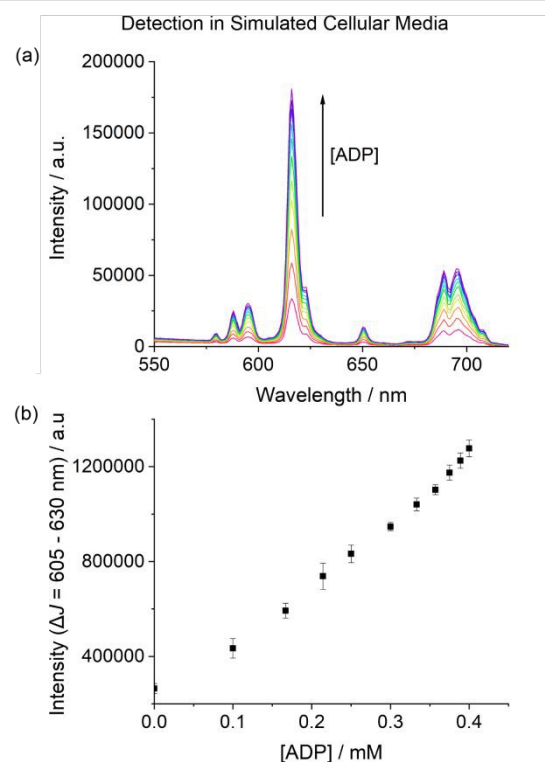 Detection in Simulated Cellular Media
(a)
200000
150000
100000
50000
0
Intensity / a.u.
[ADP]
550
600
650
700
Wavelength / nm
(b)
1200000
800000
400000
Intensity (ΔJ = 605 - 630 nm) / a.u
0.0
0.1
0.2
0.3
0.4
[ADP] / mM